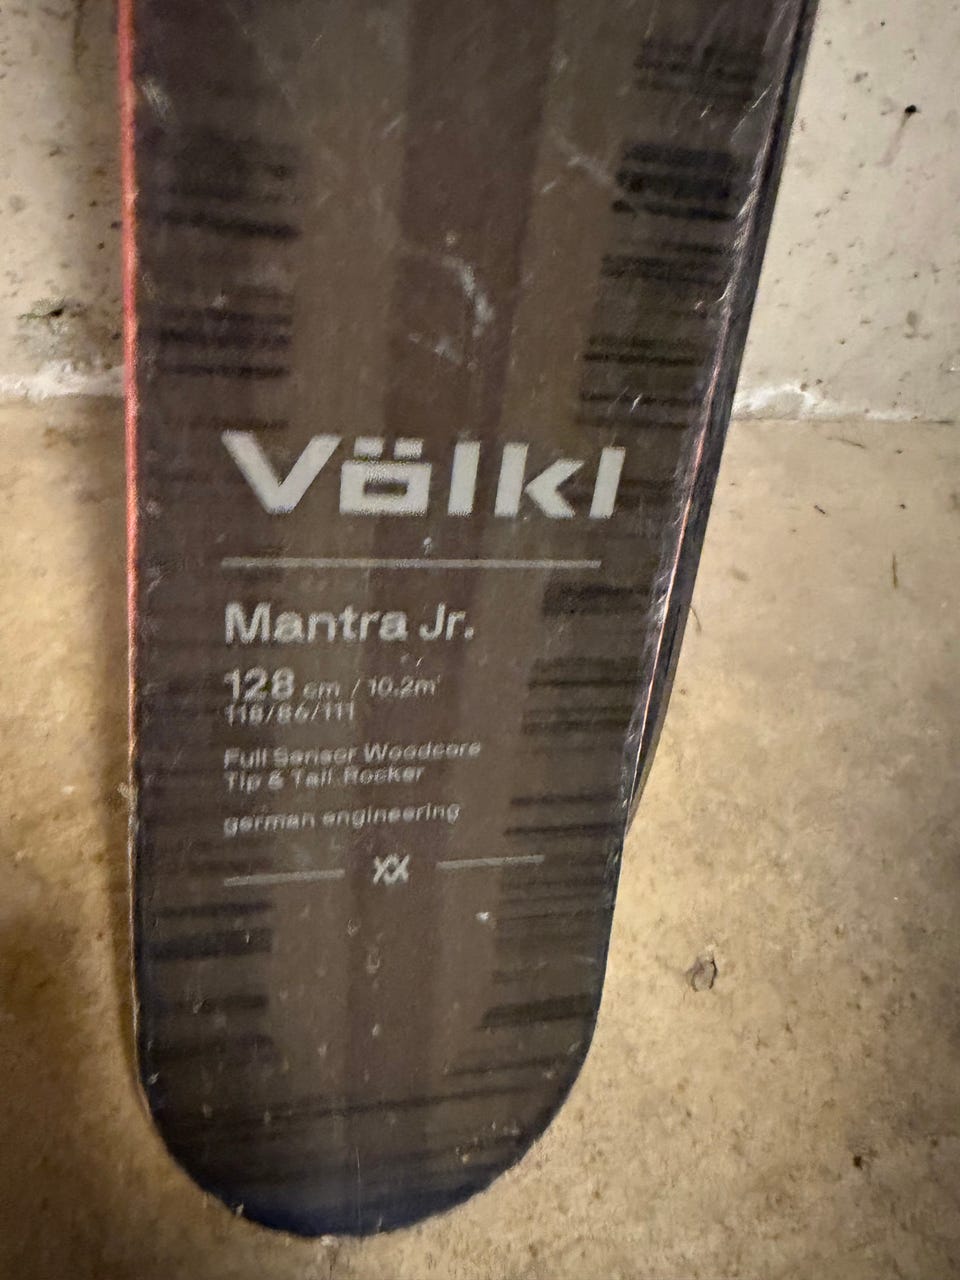 Völkl
Mantra Jr.
128 cm / 10.2m
118/86/111
Full Sensor Woodcore
Tip & Tail Rocker
german engineering